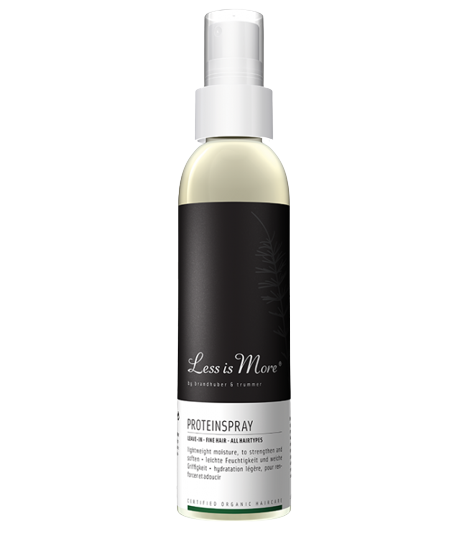 Less is More®
by brandhuber & trummer
PROTEINSPRAY
LEAVE-IN • FINE HAIR • ALL HAIRTYPES
lightweight moisture, to strengthen and
soften • leichte Feuchtigkeit und weiche
Griffigkeit • hydratation légère, pour ren-
forcer et adoucir
CERTIFIED ORGANIC HAIRCARE